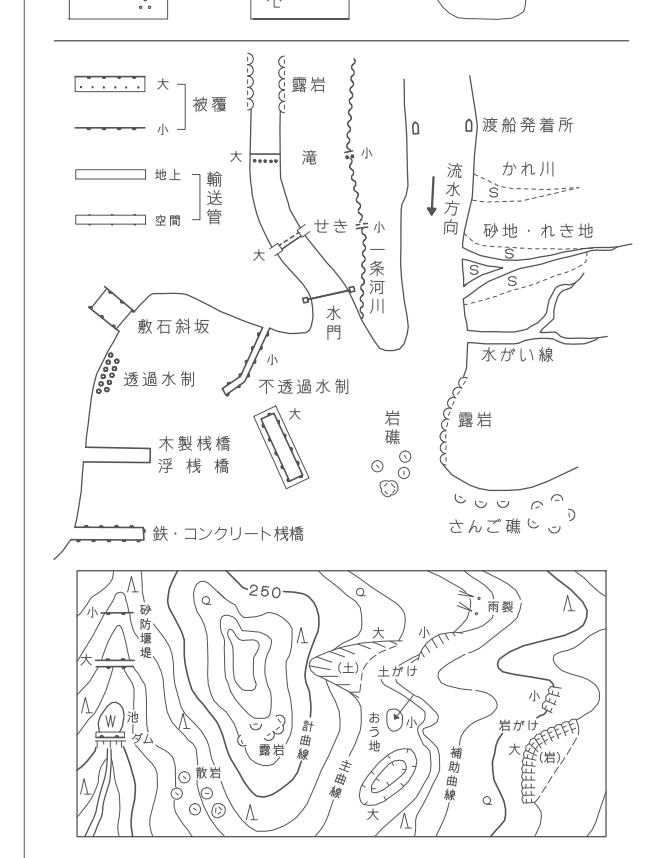 大
小
被覆
地上
空間
輸送管
露岩
大
滝
小
渡船発着所
流水方向
かれ川
S
せき
小
大
砂地・れき地
S
S
S
一条河川
水門
敷石斜坂
小
透過水制
不透過水制
水がい線
大
岩礁
露岩
木製桟橋
浮桟橋
鉄・コンクリート桟橋
さんご礁
250
小
砂防堰堤
大
小
雨裂
大
(土)
土がけ
W
池
ダム
計曲線
おう地
小
小
岩がけ
大
(岩)
露岩
主曲線
補助曲線
散岩
大